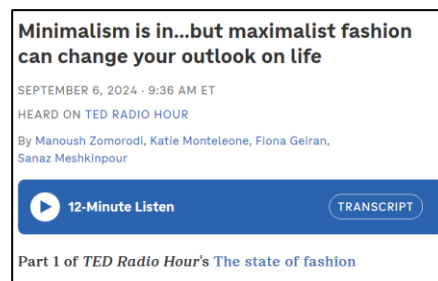 Minimalism is in...but maximalist fashion
can change your outlook on life
SEPTEMBER 6, 2024 · 9:36 AM ET
HEARD ON TED RADIO HOUR
By Manoush Zomorodi, Katie Monteleone, Fiona Geiran,
Sanaz Meshkinpour
12-Minute Listen TRANSCRIPT
Part 1 of TED Radio Hour's The state of fashion